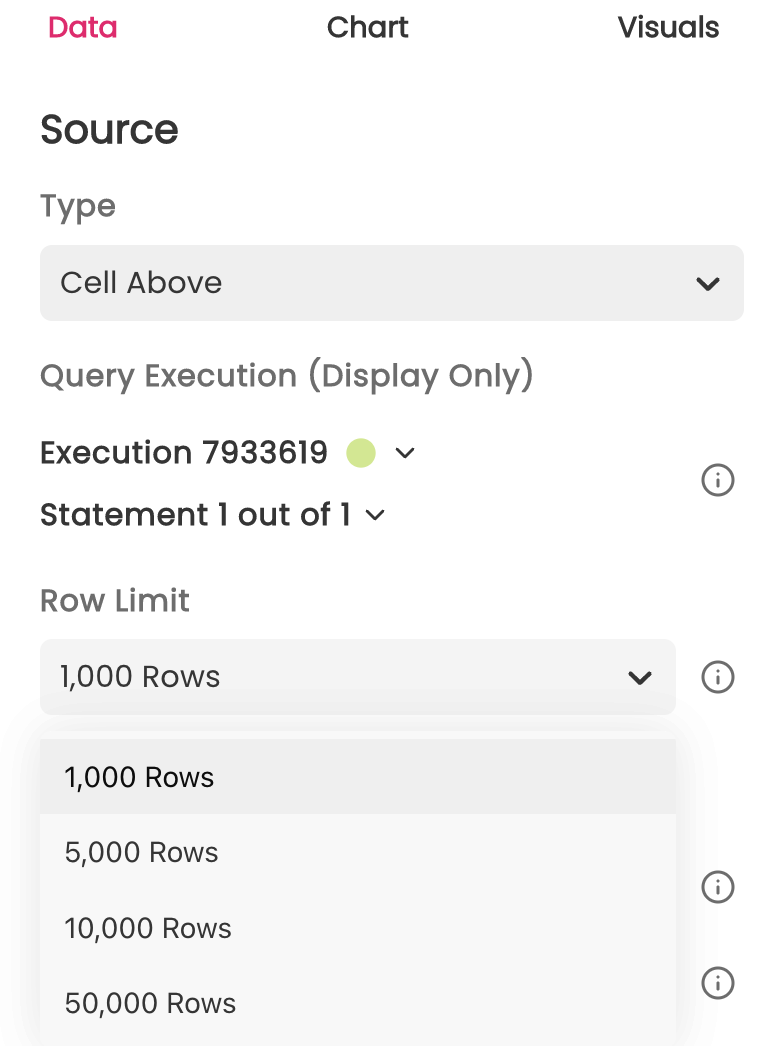 Data Chart Visuals
Source
Type
Cell Above
Query Execution (Display Only)
Execution 7933619
Statement 1 out of 1
Row Limit
1,000 Rows
1,000 Rows
5,000 Rows
10,000 Rows
50,000 Rows